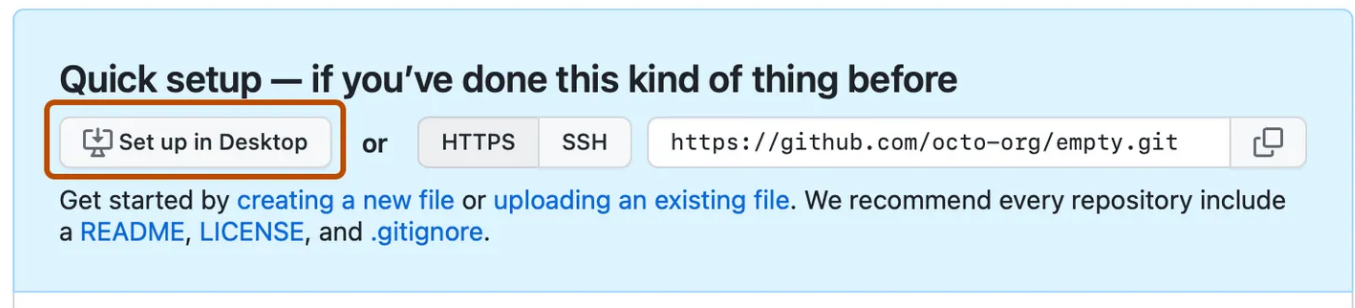 Quick setup — if you’ve done this kind of thing before
Set up in Desktop or HTTPS SSH https://github.com/octo-org/empty.git
Get started by creating a new file or uploading an existing file. We recommend every repository include
a README, LICENSE, and .gitignore.